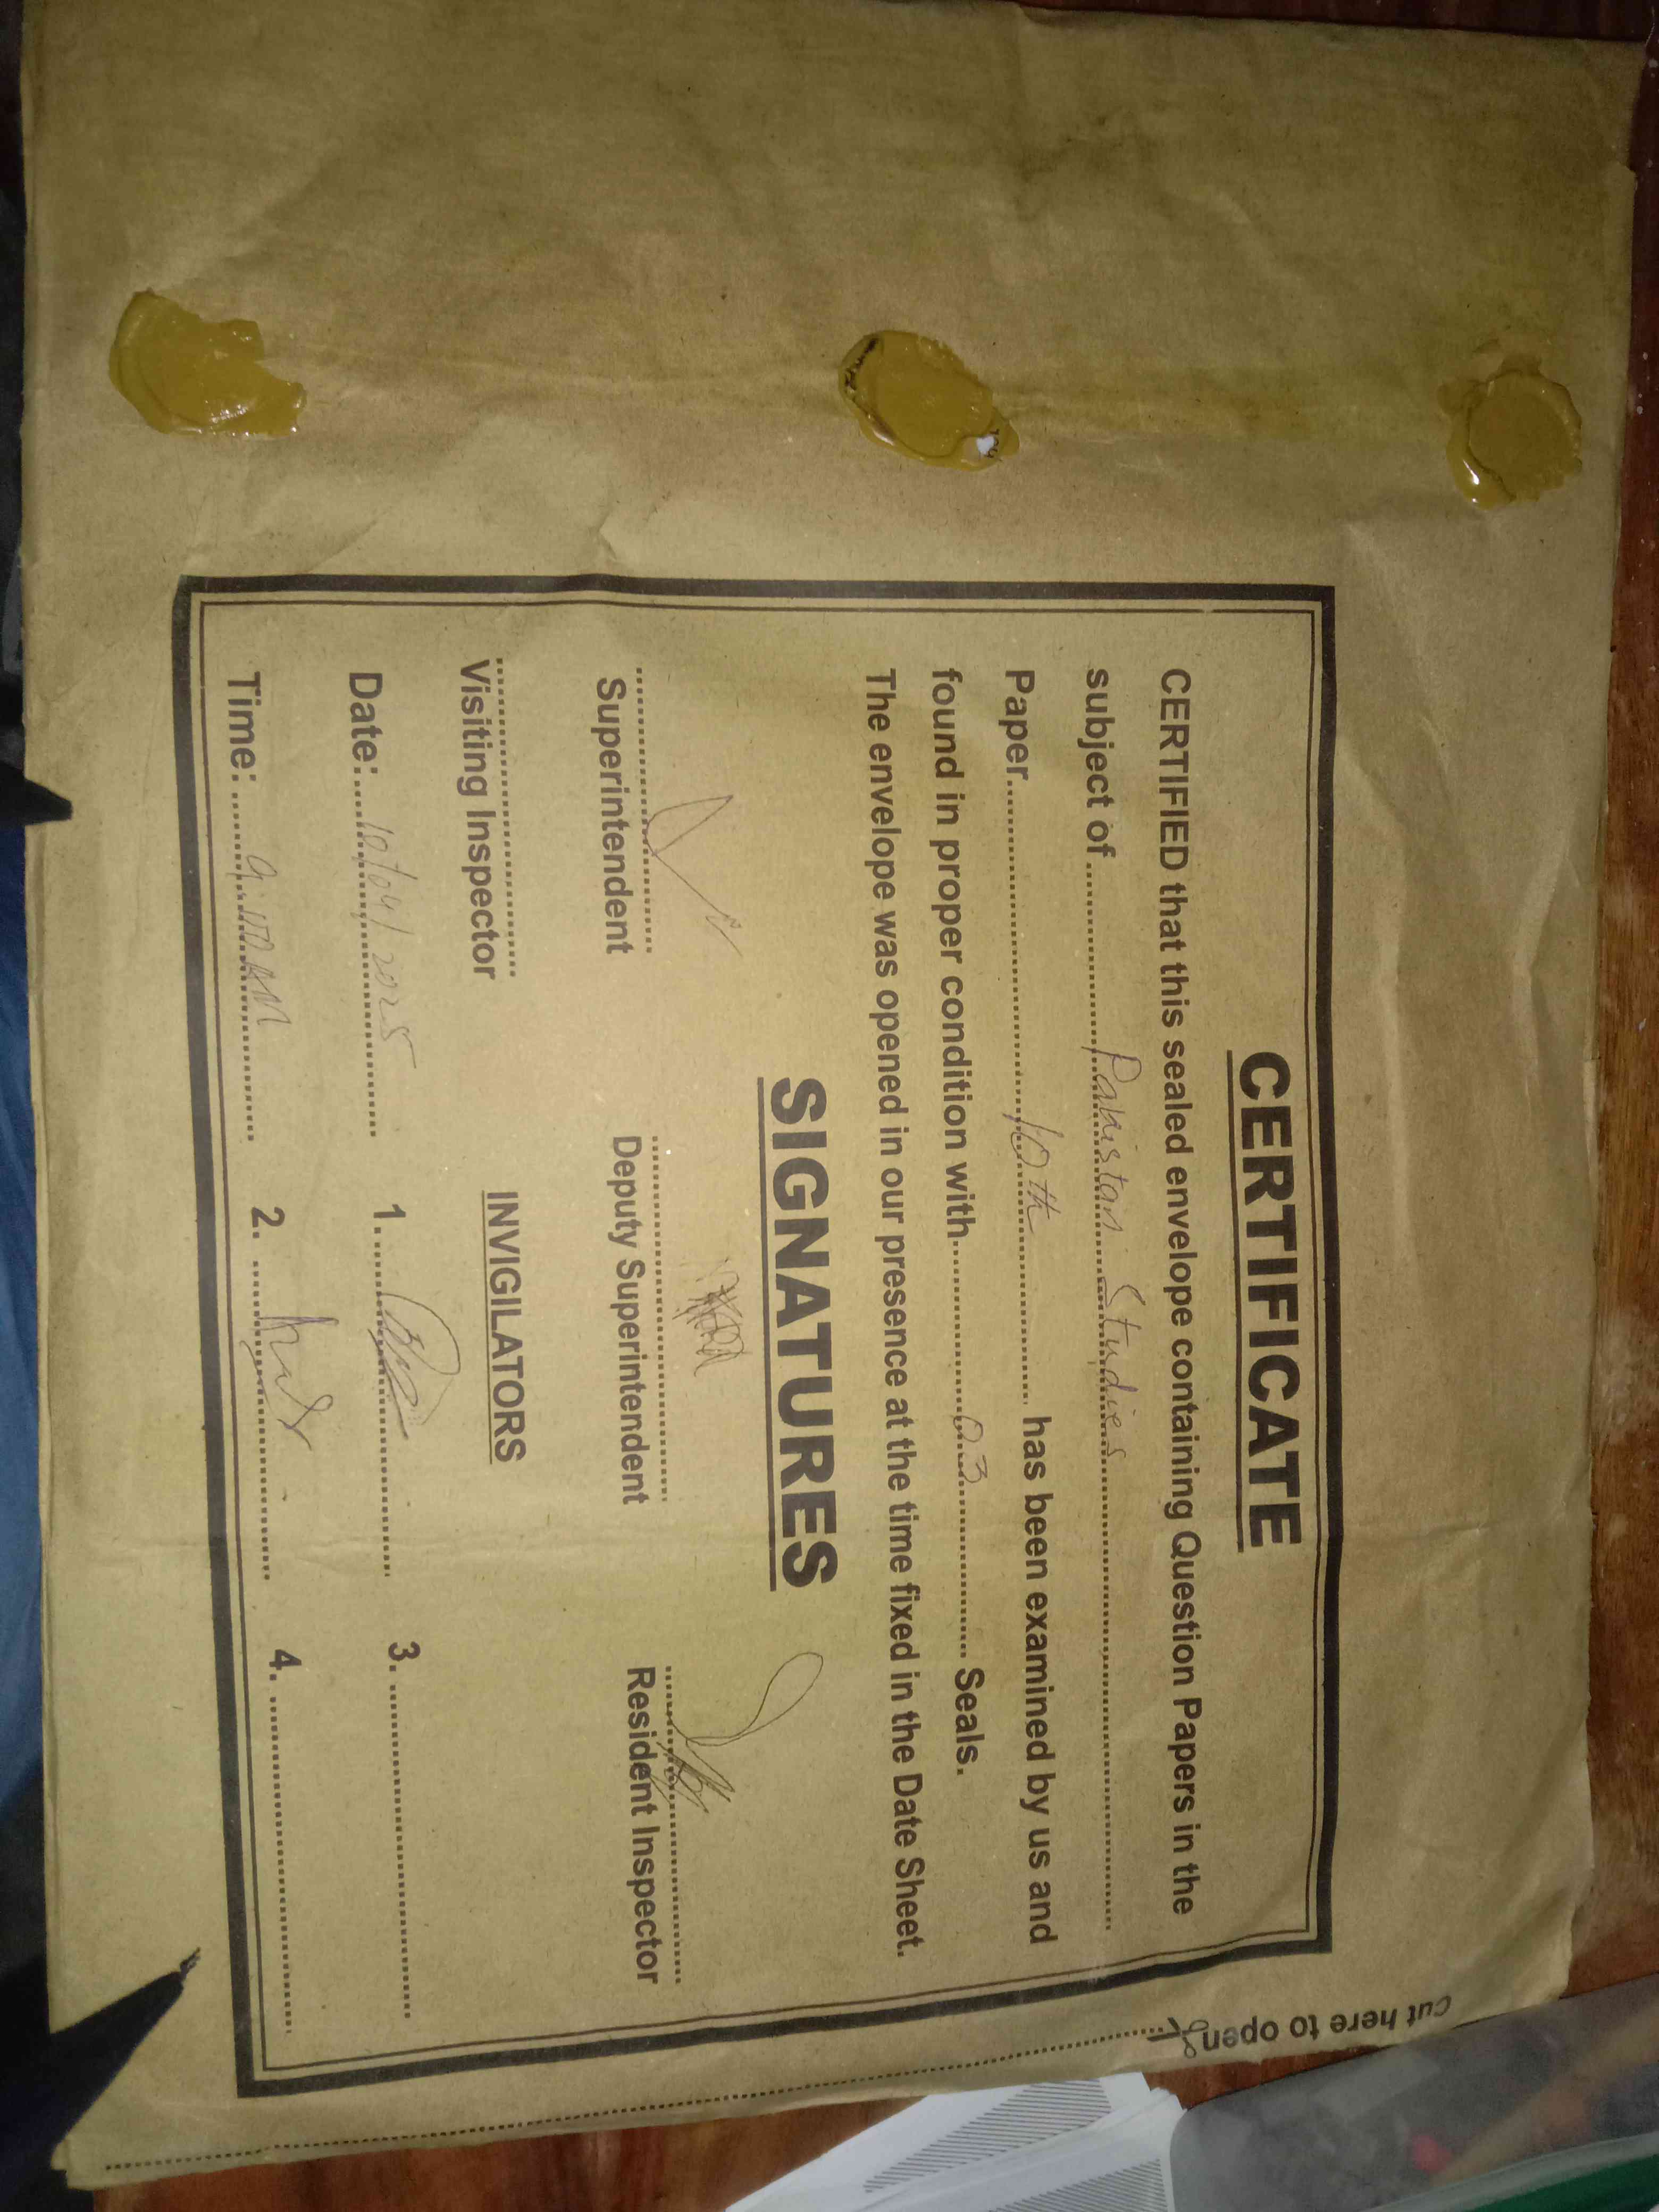 CERTIFICATE
CERTIFIED that this sealed envelope containing Question Papers in the
subject of Pakistan Studies
Paper 10th has been examined by us and
found in proper condition with 03 Seals.
The envelope was opened in our presence at the time fixed in the Date Sheet.
SIGNATURES
Superintendent Deputy Superintendent Resident Inspector
Visiting Inspector INVIGILATORS
Date: 10/04/2025 1. 3.
Time: 2. 4.
Cut here to open